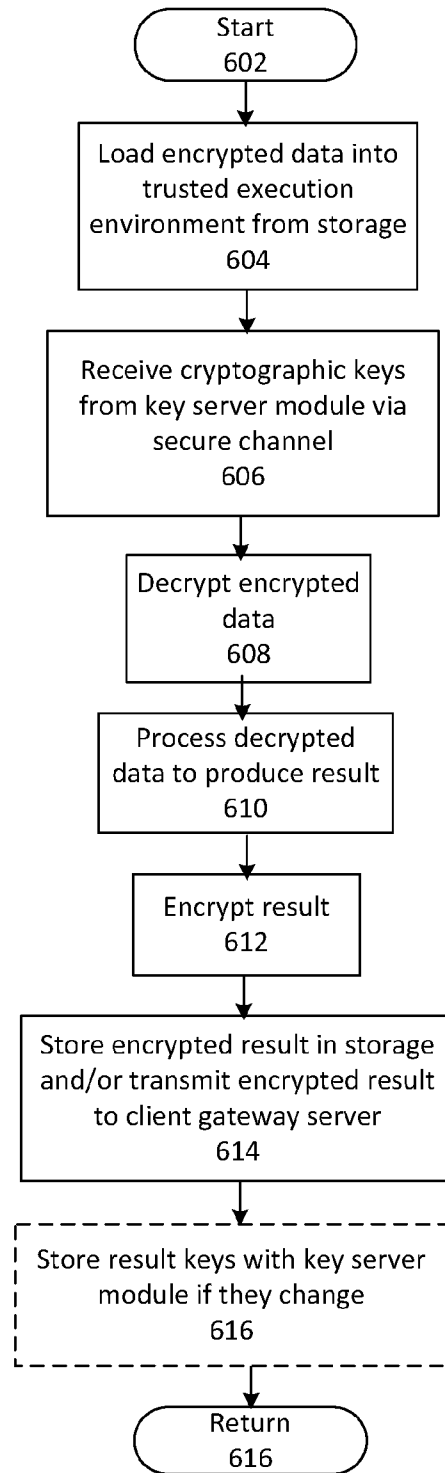 Start
602
Load encrypted data into
trusted execution
environment from storage
604
Receive cryptographic keys
from key server module via
secure channel
606
Decrypt encrypted
data
608
Process decrypted
data to produce result
610
Encrypt result
612
Store encrypted result in storage
and/or transmit encrypted result
to client gateway server
614
Store result keys with key server
module if they change
616
Return
616